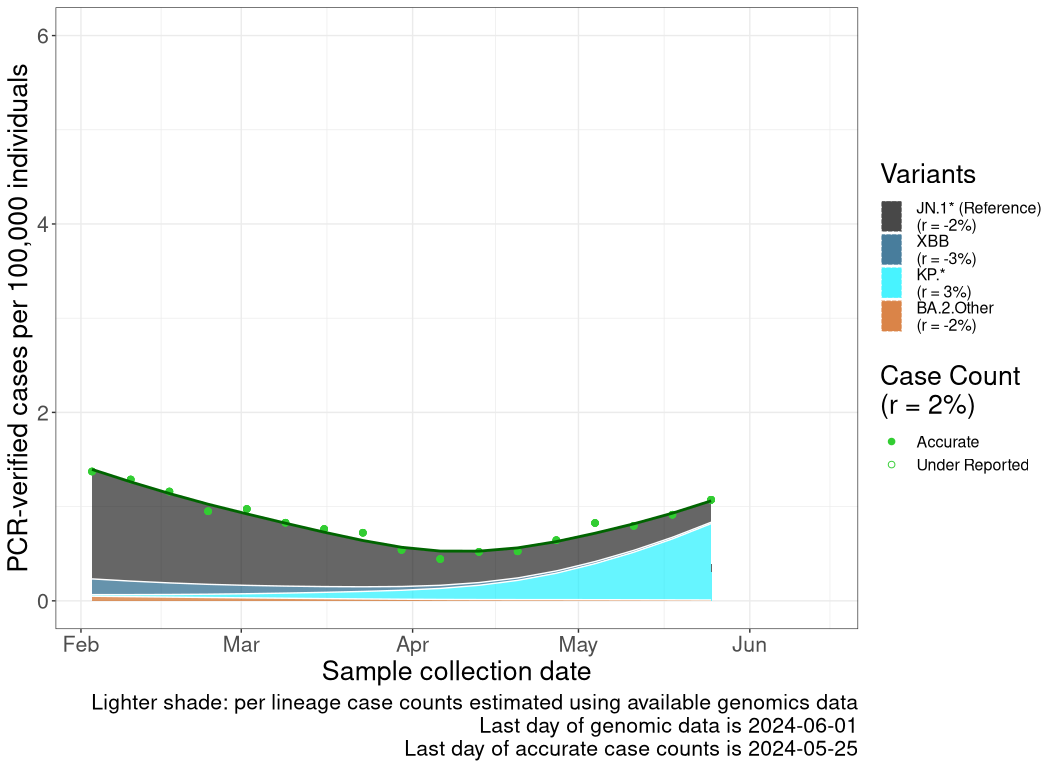 PCR-verified cases per 100,000 individuals
6
4
2
0
Feb
Mar
Apr
May
Jun
Sample collection date
Lighter shade: per lineage case counts estimated using available genomics data
Last day of genomic data is 2024-06-01
Last day of accurate case counts is 2024-05-25
Variants
JN.1* (Reference)
(r = -2%)
XBB
(r = -3%)
KP.*
(r = 3%)
BA.2.Other
(r = -2%)
Case Count
(r = 2%)
Accurate
Under Reported